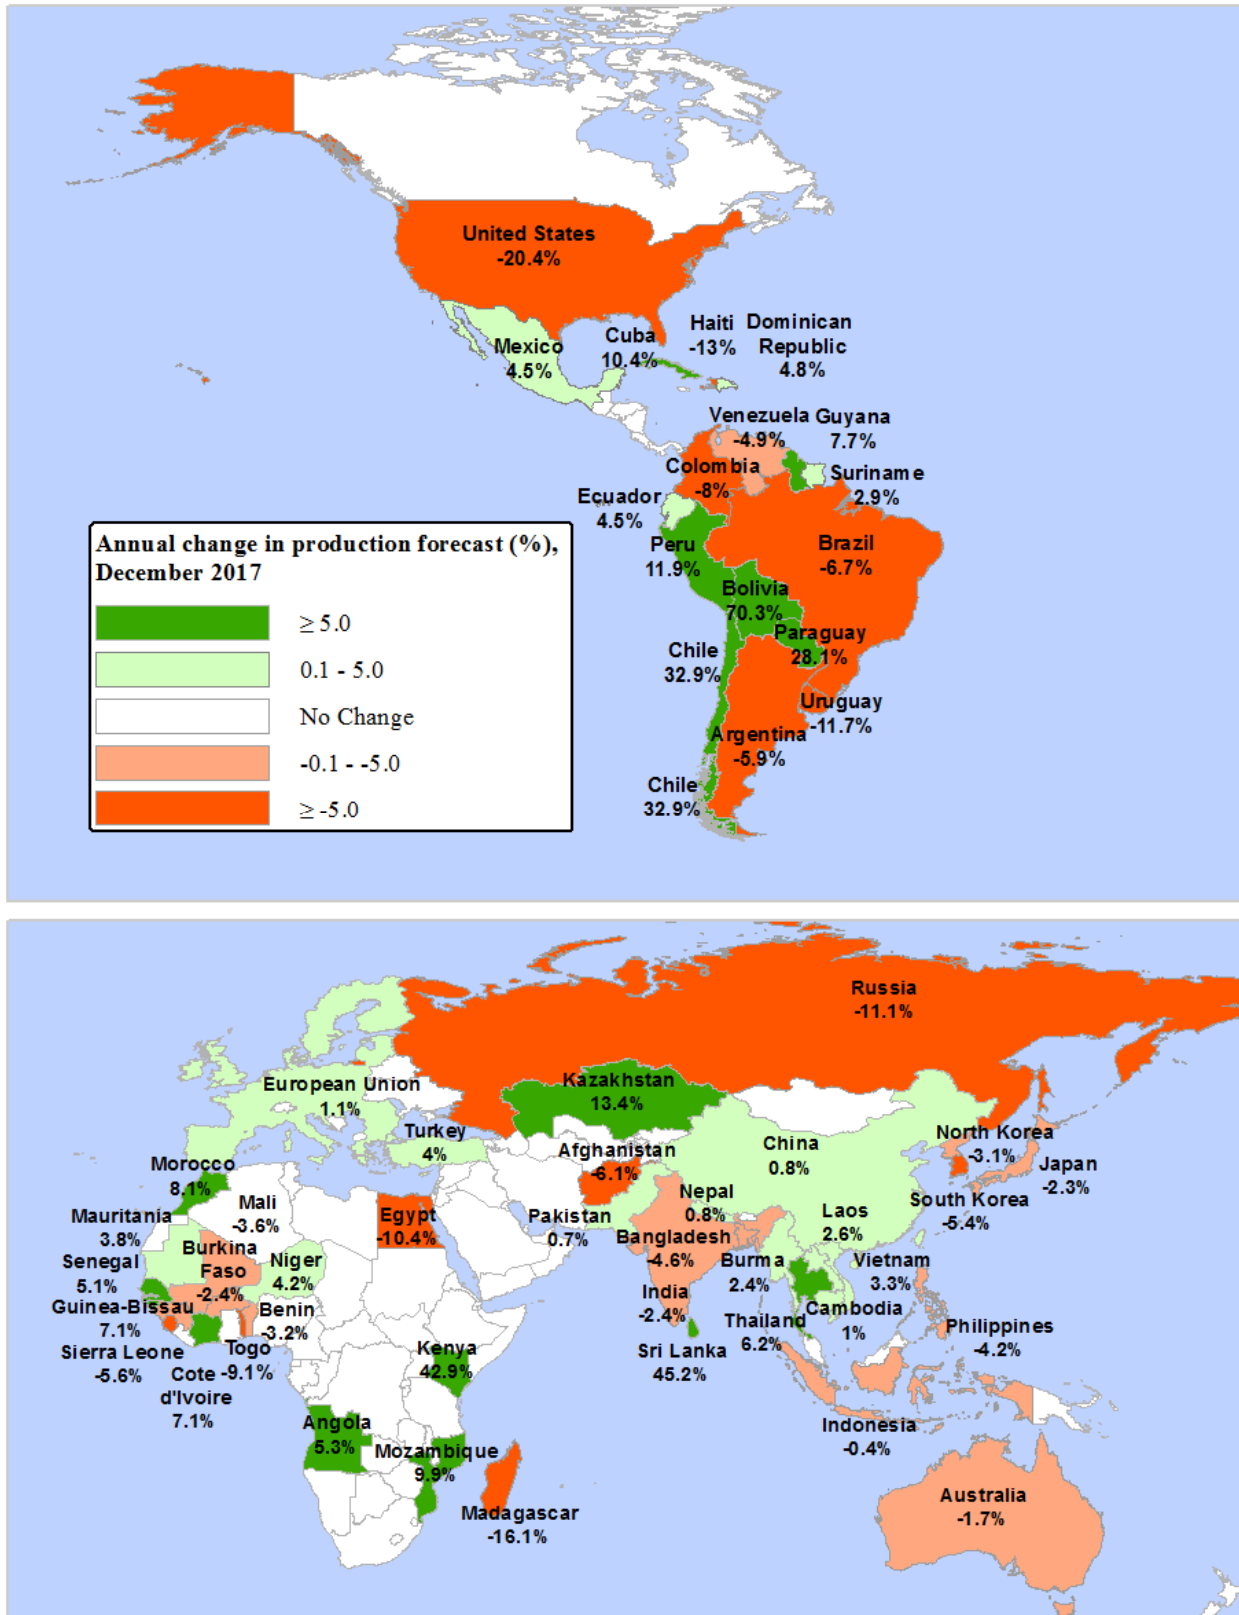 United States
-20.4%
Mexico
4.5%
Cuba
10.4%
Haiti
-13%
Dominican
Republic
4.8%
Venezuela
-4.9%
Guyana
7.7%
Colombia
-8%
Suriname
2.9%
Ecuador
4.5%
Peru
11.9%
Brazil
-6.7%
Bolivia
70.3%
Paraguay
28.1%
Chile
32.9%
Uruguay
-11.7%
Argentina
-5.9%
Chile
32.9%
Annual change in production forecast (%),
December 2017
≥ 5.0
0.1 - 5.0
No Change
-0.1 - -5.0
≥ -5.0
Russia
-11.1%
European Union
1.1%
Kazakhstan
13.4%
Turkey
4%
Afghanistan
-6.1%
China
0.8%
North Korea
-3.1%
Japan
-2.3%
South Korea
-5.4%
Morocco
8.1%
Mali
-3.6%
Mauritania
3.8%
Egypt
-10.4%
Pakistan
0.7%
Nepal
0.8%
Bangladesh
-4.6%
Laos
2.6%
Senegal
5.1%
Burkina
Faso
-2.4%
Niger
4.2%
India
-2.4%
Burma
2.4%
Vietnam
3.3%
Guinea-Bissau
7.1%
Benin
-3.2%
Thailand
6.2%
Cambodia
1%
Philippines
-4.2%
Sierra Leone
-5.6%
Cote
d'Ivoire
7.1%
Togo
-9.1%
Kenya
42.9%
Sri Lanka
45.2%
Angola
5.3%
Mozambique
9.9%
Madagascar
-16.1%
Indonesia
-0.4%
Australia
-1.7%